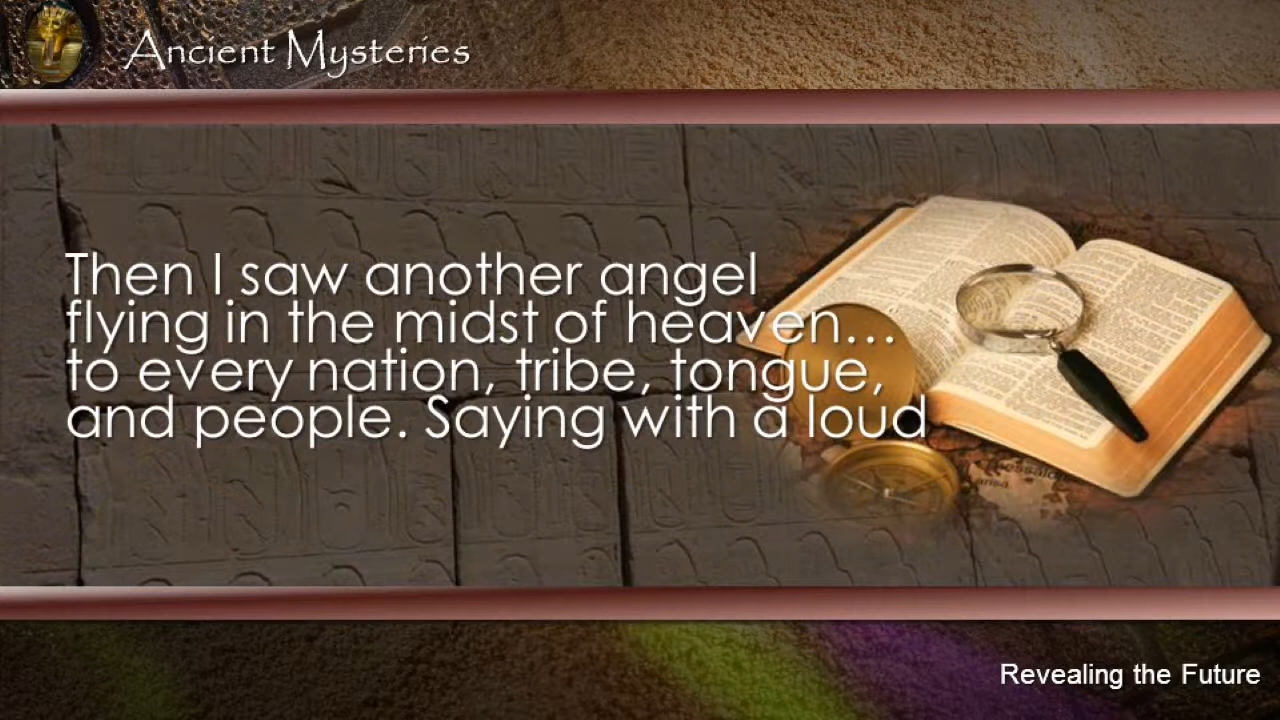 Ancient Mysteries
Then I saw another angel
flying in the midst of heaven...
to every nation, tribe, tongue,
and people. Saying with a loud
Revealing the Future